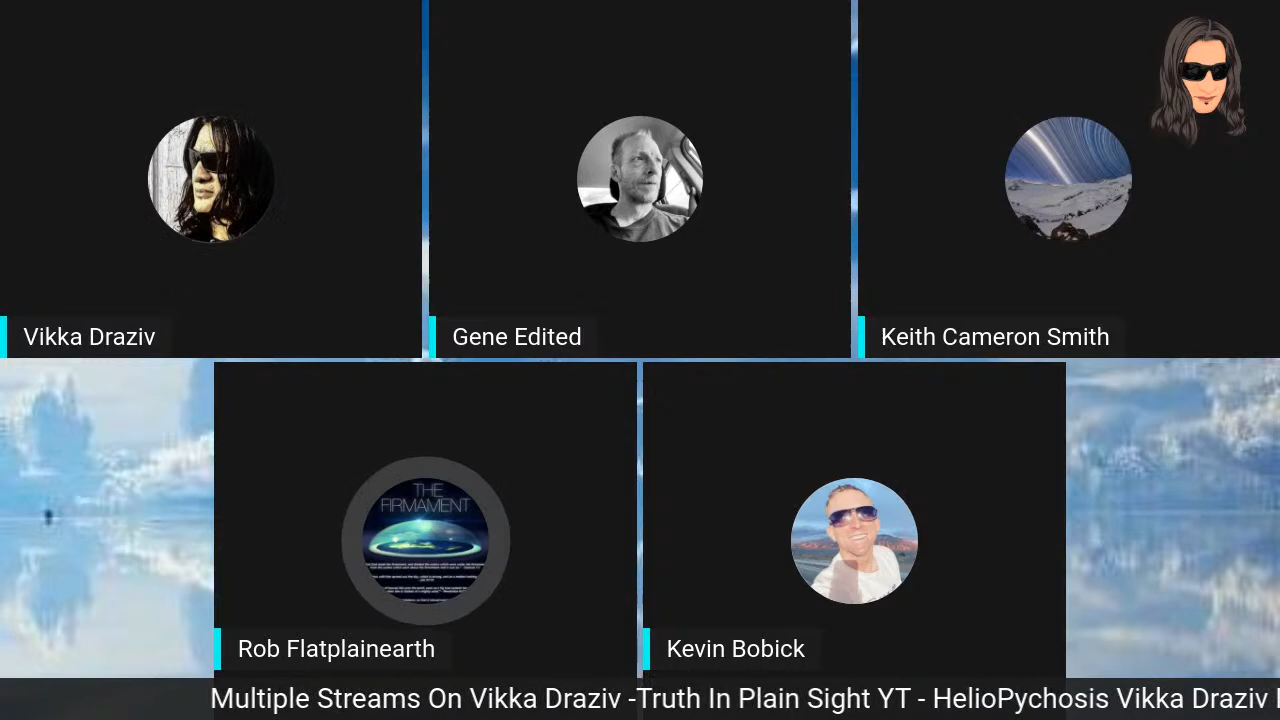 Vikka Draziv
Gene Edited
Keith Cameron Smith
THE
FIRMAMENT
Rob Flatplainearth
Kevin Bobick
Multiple Streams On Vikka Draziv -Truth In Plain Sight YT - HelioPychosis Vikka Draziv